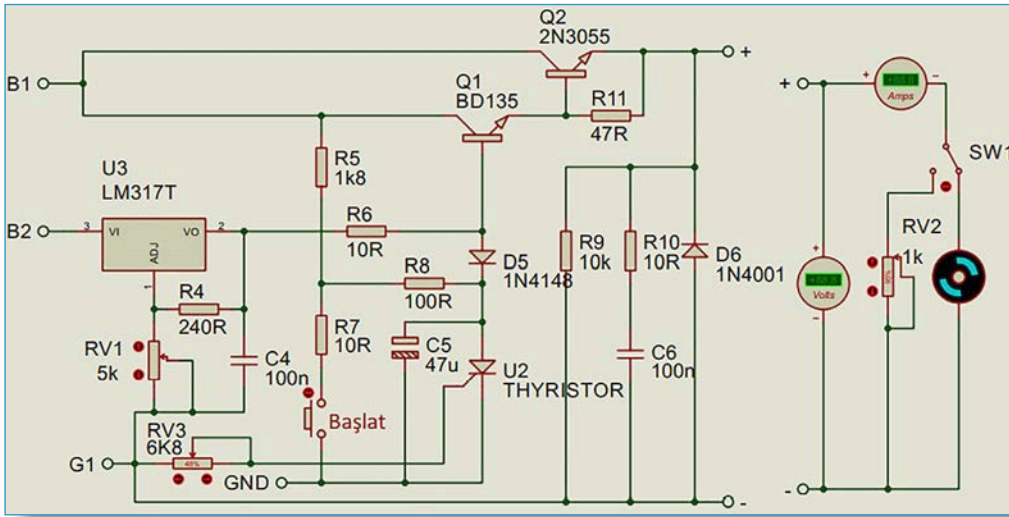 Q2
2N3055
+
B1
Q1
BD135
R11
47R
+
+
-
Amps
SW1
R5
1k8
U3
LM317T
B2
3
VI
VO
2
ADJ
1
R6
10R
D5
1N4148
R9
10k
R10
10R
D6
1N4001
+
Volts
-
RV2
1k
R4
240R
R8
100R
R7
10R
C5
47u
U2
THYRISTOR
C6
100n
RV1
5k
C4
100n
Başlat
RV3
6K8
G1
GND
-
-